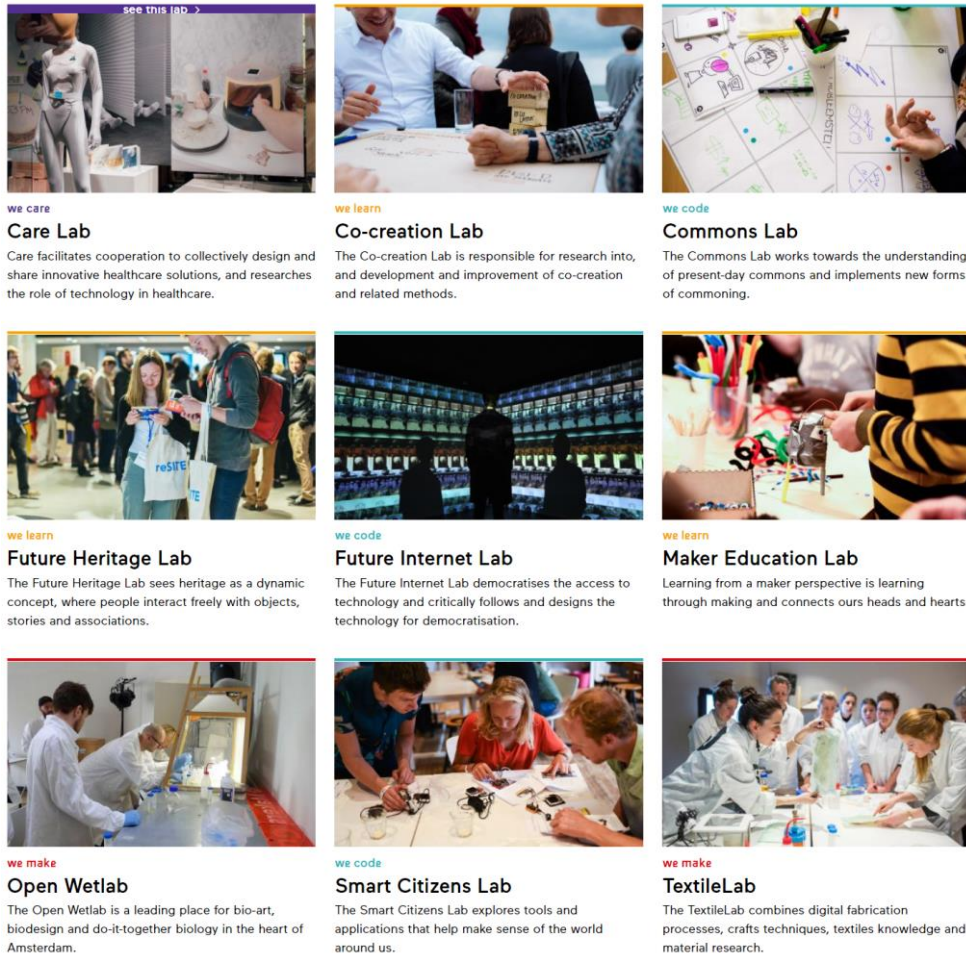 see this lab >
we care
Care Lab
Care facilitates cooperation to collectively design and
share innovative healthcare solutions, and researches
the role of technology in healthcare.
we learn
Co-creation Lab
The Co-creation Lab is responsible for research into,
and development and improvement of co-creation
and related methods.
we code
Commons Lab
The Commons Lab works towards the understanding
of present-day commons and implements new forms
of commoning.
reSITE
ITE
we learn
Future Heritage Lab
The Future Heritage Lab sees heritage as a dynamic
concept, where people interact freely with objects,
stories and associations.
we code
Future Internet Lab
The Future Internet Lab democratises the access to
technology and critically follows and designs the
technology for democratisation.
we learn
Maker Education Lab
Learning from a maker perspective is learning
through making and connects ours heads and hearts
we make
Open Wetlab
The Open Wetlab is a leading place for bio-art,
biodesign and do-it-together biology in the heart of
Amsterdam.
we code
Smart Citizens Lab
The Smart Citizens Lab explores tools and
applications that help make sense of the world
around us.
we make
TextileLab
The TextileLab combines digital fabrication
processes, crafts techniques, textiles knowledge and
material research.